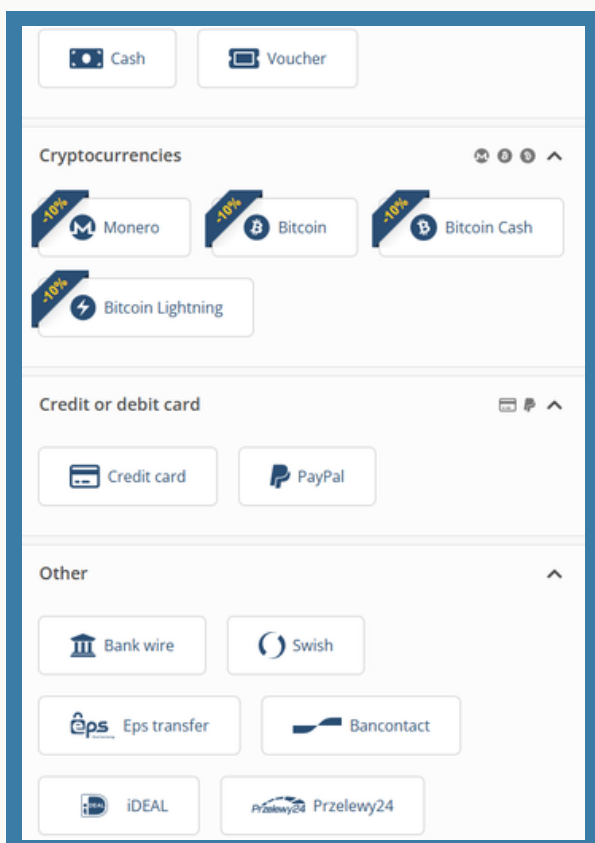 Cash Voucher
Cryptocurrencies
-10% Monero -10% Bitcoin -10% Bitcoin Cash
-10% Bitcoin Lightning
Credit or debit card
Credit card PayPal
Other
Bank wire Swish
eps Eps transfer Bancontact
iDEAL iDEAL Przelewy24 Przelewy24